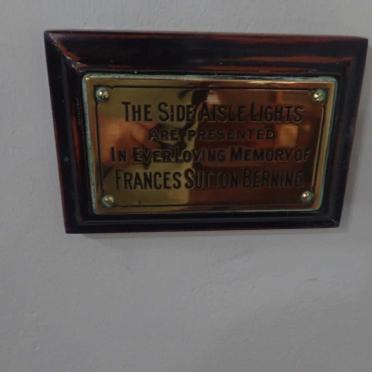 THE SIDE AISLE LIGHTS
ARE PRESENTED
IN EVER LOVING MEMORY OF
FRANCES SUTTON BERNING